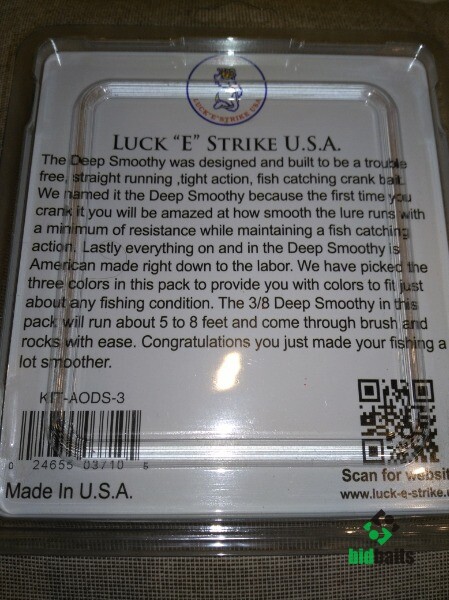 LUCK "E" STRIKE USA
LUCK "E" STRIKE U.S.A.
The Deep Smoothy was designed and built to be a trouble
free, straight running ,tight action, fish catching crank bait.
We named it the Deep Smoothy because the first time you
crank it you will be amazed at how smooth the lure runs with
a minimum of resistance while maintaining a fish catching
action. Lastly everything on and in the Deep Smoothy is
American made right down to the labor. We have picked the
three colors in this pack to provide you with colors to fit just
about any fishing condition. The 3/8 Deep Smoothy in this
pack will run about 5 to 8 feet and come through brush and
rocks with ease. Congratulations you just made your fishing a
lot smoother.
KIT-AODS-3
0 24655 03710 5
Made In U.S.A.
Scan for websit
www.luck-e-strike.
bidbaits